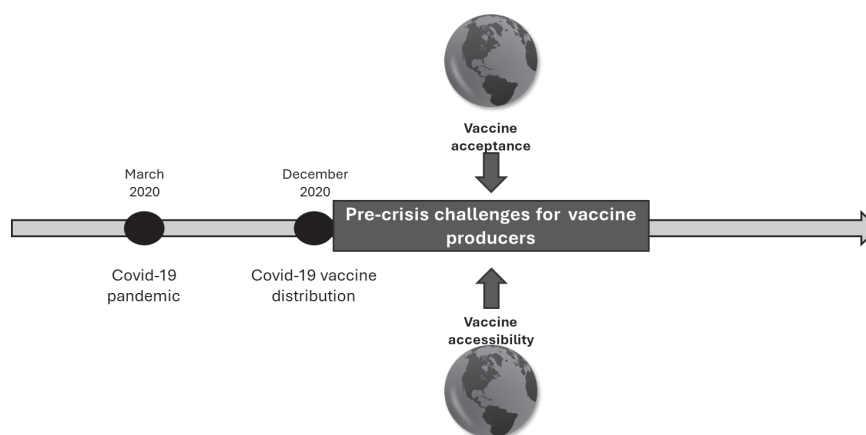 Vaccine
acceptance
March
2020
December
2020
Pre-crisis challenges for vaccine
producers
Covid-19
pandemic
Covid-19 vaccine
distribution
Vaccine
accessibility